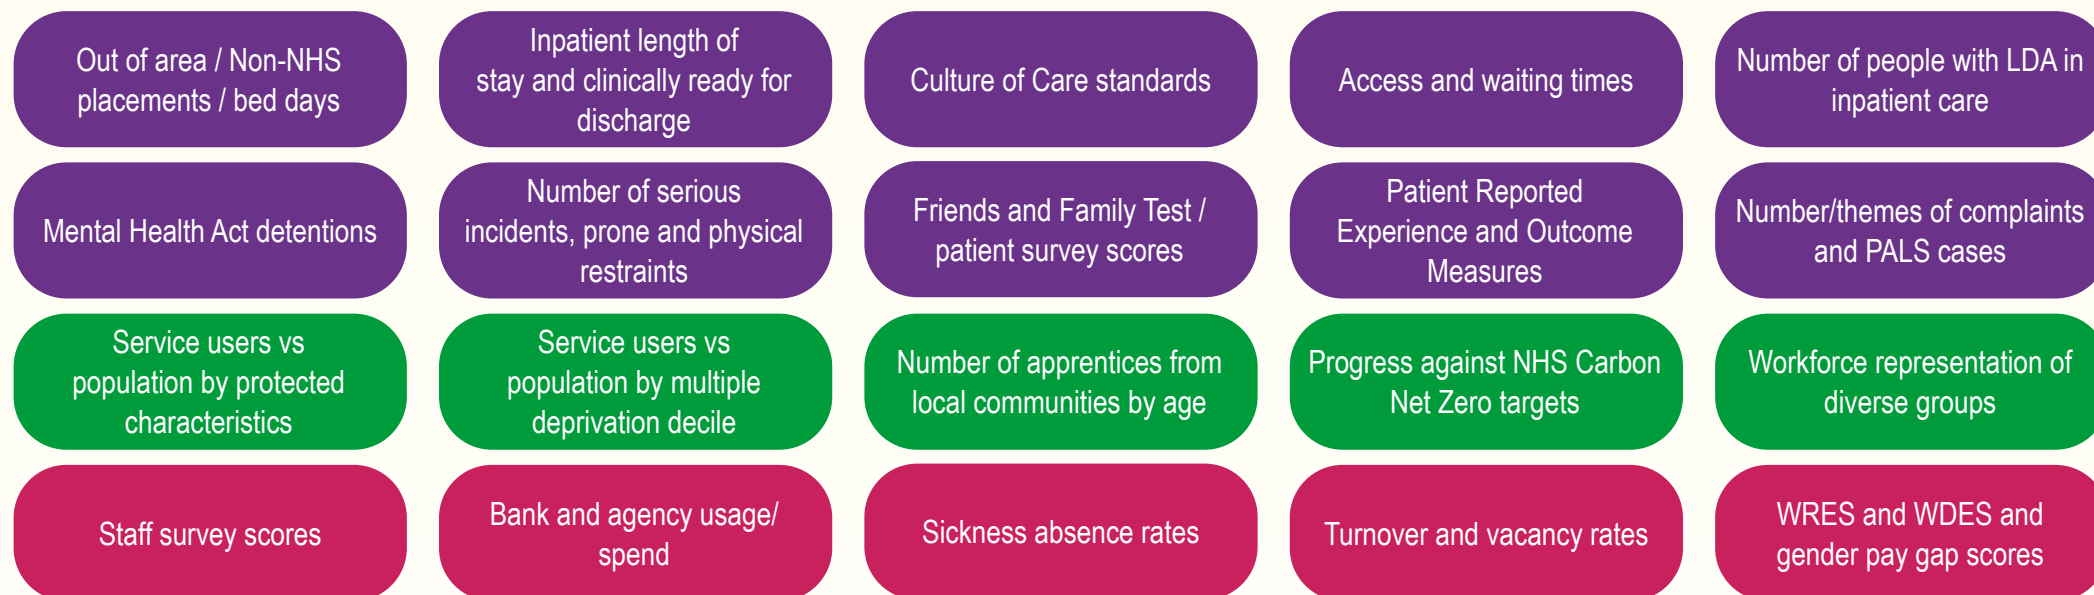 Out of area / Non-NHS
placements / bed days
Inpatient length of
stay and clinically ready for
discharge
Culture of Care standards
Access and waiting times
Number of people with LDA in
inpatient care
Mental Health Act detentions
Number of serious
incidents, prone and physical
restraints
Friends and Family Test /
patient survey scores
Patient Reported
Experience and Outcome
Measures
Number/themes of complaints
and PALS cases
Service users vs
population by protected
characteristics
Service users vs
population by multiple
deprivation decile
Number of apprentices from
local communities by age
Progress against NHS Carbon
Net Zero targets
Workforce representation of
diverse groups
Staff survey scores
Bank and agency usage/
spend
Sickness absence rates
Turnover and vacancy rates
WRES and WDES and
gender pay gap scores